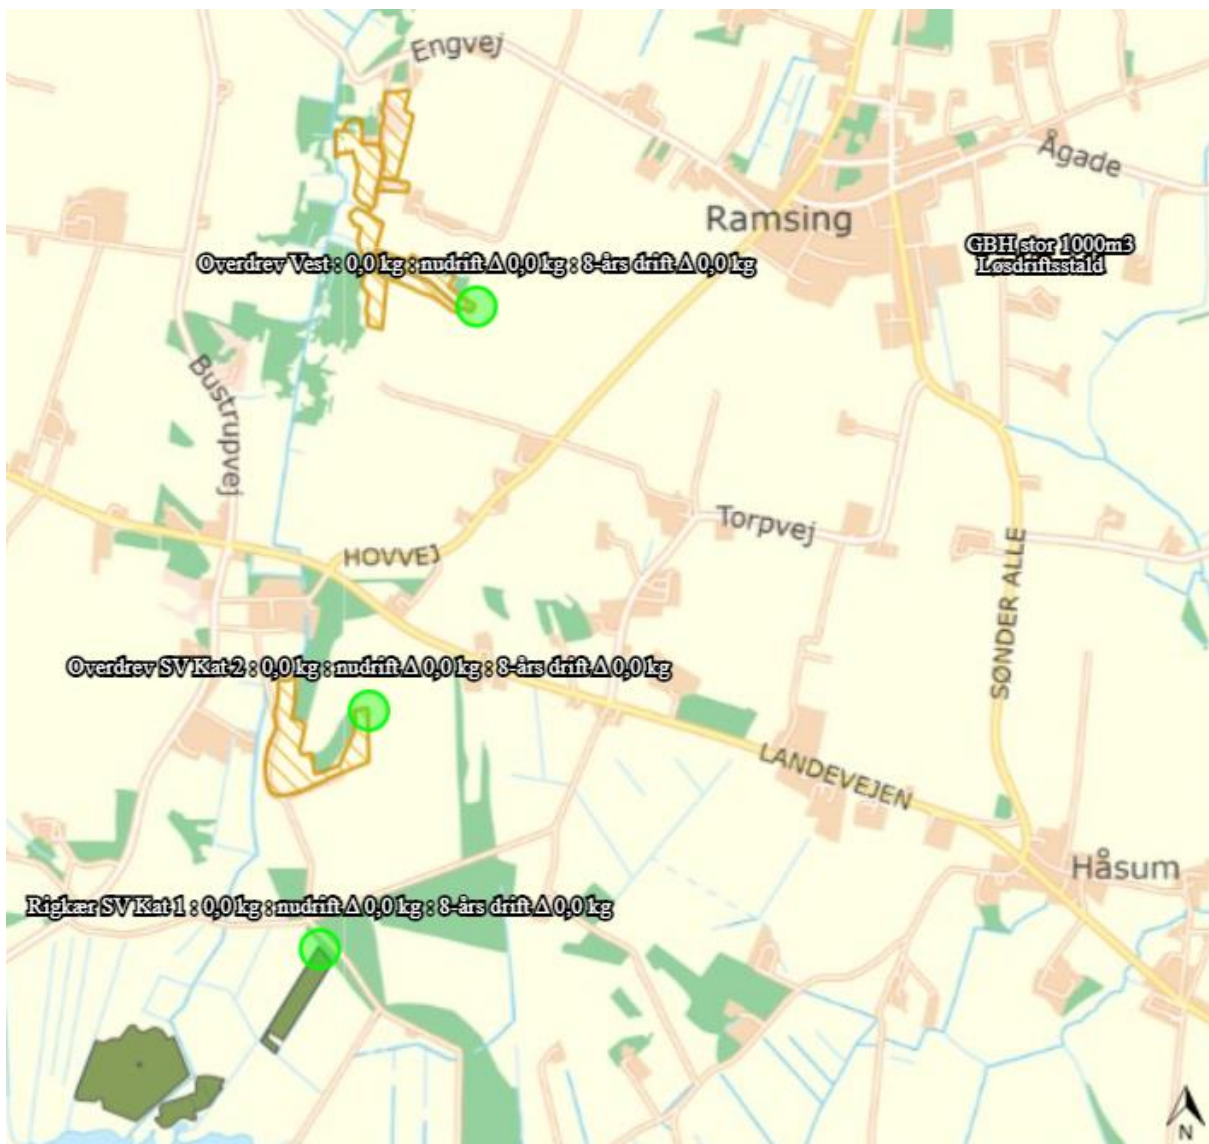 Engvej
Ågade
Ramsing
GBH stor 1000m3
Løsdriftsstald
Overdrev Vest : 0,0 kg : nudrift Δ 0,0 kg : 8-års drift Δ 0,0 kg
Bustrupvej
Torpvej
HOVVEJ
SØNDER ALLE
Overdrev SV Kat 2 : 0,0 kg : nudrift Δ 0,0 kg : 8-års drift Δ 0,0 kg
LANDEVEJEN
Håsum
Rigkær SV Kat 1 : 0,0 kg : nudrift Δ 0,0 kg : 8-års drift Δ 0,0 kg
N